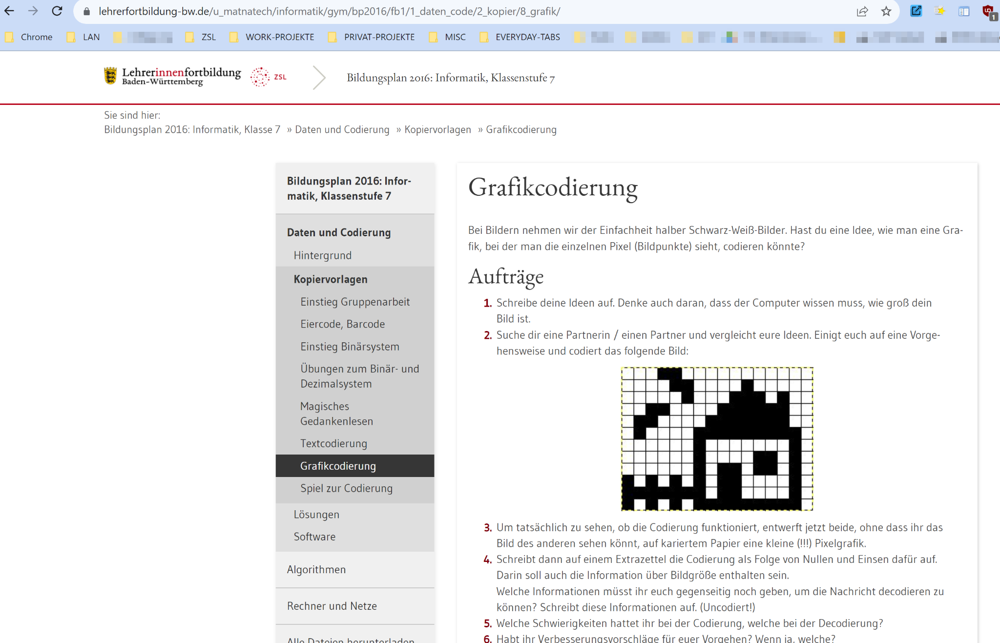 lehrerfortbildung-bw.de/u_matnatech/informatik/gym/bp2016/fb1/1_daten_code/2_kopier/8_grafik/
1
Chrome LAN ZSL WORK-PROJEKTE PRIVAT-PROJEKTE MISC EVERYDAY-TABS
Lehrerinnenfortbildung
Baden-Württemberg
ZSL
Bildungsplan 2016: Informatik, Klassenstufe 7
Sie sind hier:
Bildungsplan 2016: Informatik, Klasse 7 » Daten und Codierung » Kopiervorlagen » Grafikcodierung
Bildungsplan 2016: Infor-
matik, Klassenstufe 7
Daten und Codierung
Hintergrund
Kopiervorlagen
Einstieg Gruppenarbeit
Eiercode, Barcode
Einstieg Binärsystem
Übungen zum Binär- und
Dezimalsystem
Magisches
Gedankenlesen
Textcodierung
Grafikcodierung
Spiel zur Codierung
Lösungen
Software
Algorithmen
Rechner und Netze
Alle Dateien herunterladen
Grafikcodierung
Bei Bildern nehmen wir der Einfachheit halber Schwarz-Weiß-Bilder. Hast du eine Idee, wie man eine Gra-
fik, bei der man die einzelnen Pixel (Bildpunkte) sieht, codieren könnte?
Aufträge
1. Schreibe deine Ideen auf. Denke auch daran, dass der Computer wissen muss, wie groß dein
Bild ist.
2. Suche dir eine Partnerin / einen Partner und vergleicht eure Ideen. Einigt euch auf eine Vorge-
hensweise und codiert das folgende Bild:
3. Um tatsächlich zu sehen, ob die Codierung funktioniert, entwerft jetzt beide, ohne dass ihr das
Bild des anderen sehen könnt, auf kariertem Papier eine kleine (!!!) Pixelgrafik.
4. Schreibt dann auf einem Extrazettel die Codierung als Folge von Nullen und Einsen dafür auf.
Darin soll auch die Information über Bildgröße enthalten sein.
Welche Informationen müsst ihr euch gegenseitig noch geben, um die Nachricht decodieren zu
können? Schreibt diese Informationen auf. (Uncodiert!)
5. Welche Schwierigkeiten hattet ihr bei der Codierung, welche bei der Decodierung?
6. Habt ihr Verbesserungsvorschläge für euer Vorgehen? Wenn ja, welche?